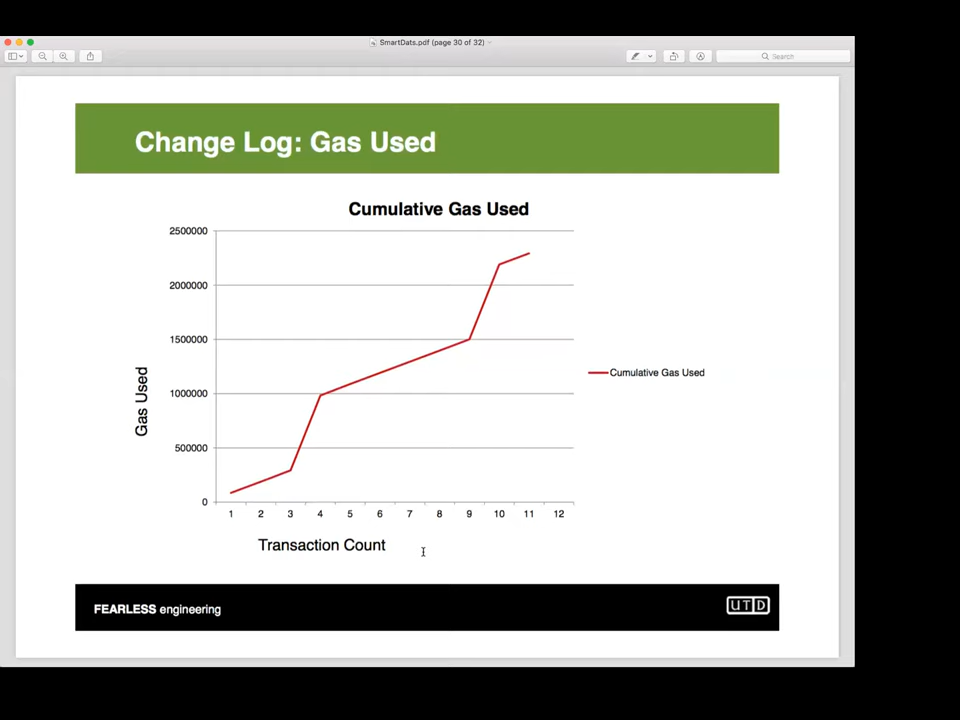 SmartDats.pdf (page 30 of 32)
Search
Change Log: Gas Used
Cumulative Gas Used
2500000
2000000
1500000
1000000
500000
0
Gas Used
1 2 3 4 5 6 7 8 9 10 11 12
Transaction Count
Cumulative Gas Used
FEARLESS engineering
UTD